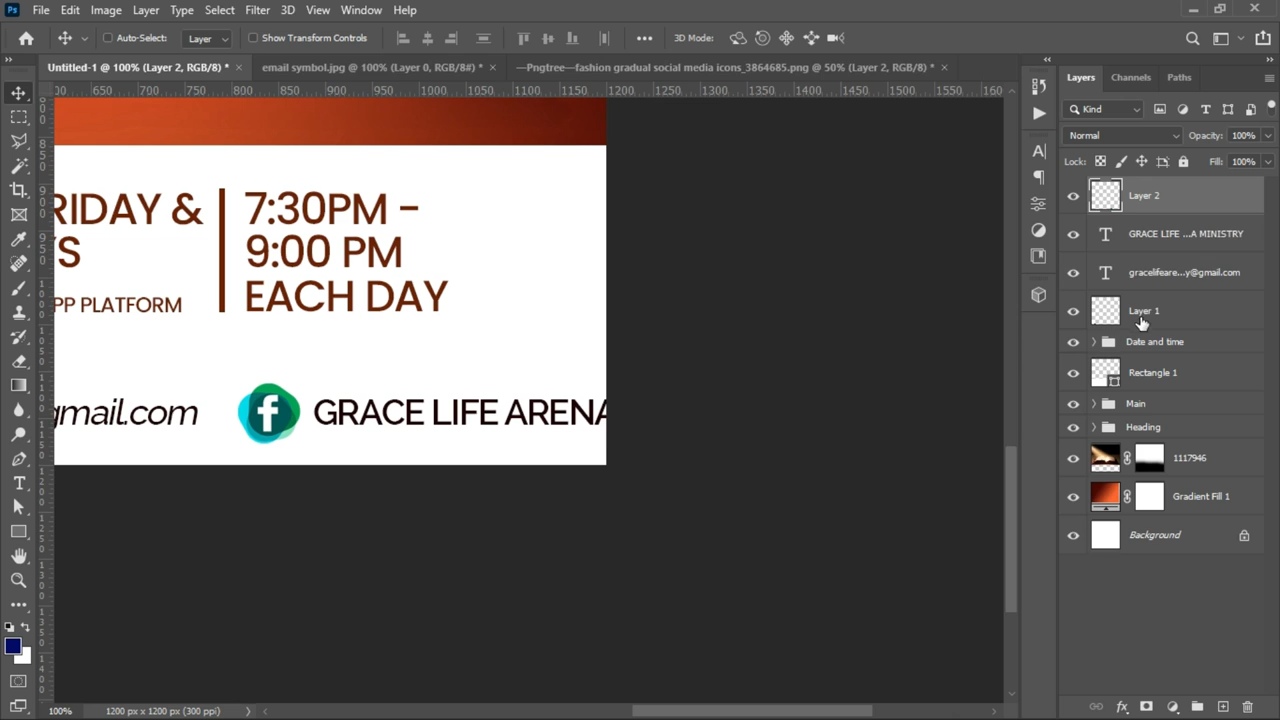 Ps File Edit Image Layer Type Select Filter 3D View Window Help
Auto-Select: Layer Show Transform Controls 3D Mode:
Untitled-1 @ 100% (Layer 2, RGB/8) * × email symbol.jpg @ 100% (Layer 0, RGB/8#) * × —Pngtree—fashion gradual social media icons_3864685.png @ 50% (Layer 2, RGB/8) * ×
00 650 700 750 800 850 900 950 1000 1050 1100 1150 1200 1250 1300 1350 1400 1450 1500 1550 160
Layers Channels Paths
Kind
Normal Opacity: 100%
Lock: Fill: 100%
Layer 2
GRACE LIFE ...A MINISTRY
gracelifeare...y@gmail.com
Layer 1
Date and time
Rectangle 1
Main
Heading
1117946
Gradient Fill 1
Background
RIDAY &
YS
PP PLATFORM
7:30PM -
9:00 PM
EACH DAY
gmail.com
f GRACE LIFE ARENA
100% 1200 px x 1200 px (300 ppi)